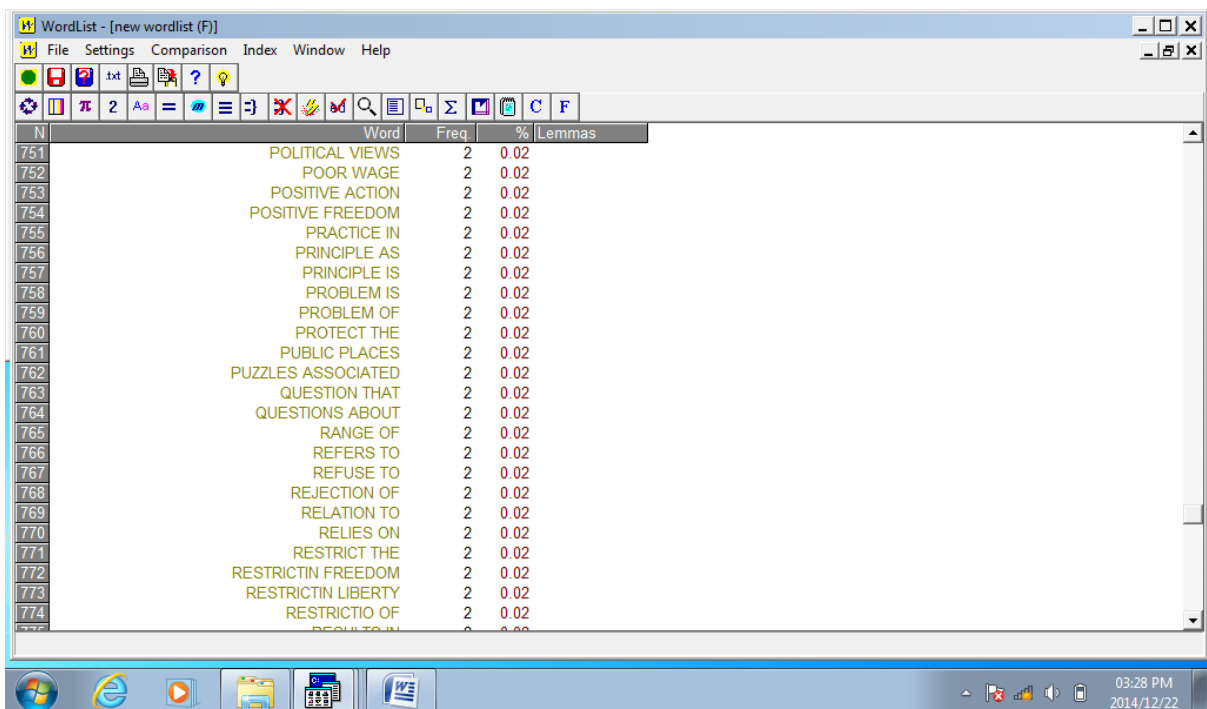 WordList - [new wordlist (F)]
File Settings Comparison Index Window Help
.txt ?
π 2 Aa = m ≡ Σ C F
N Word Freq. % Lemmas
751 POLITICAL VIEWS 2 0.02
752 POOR WAGE 2 0.02
753 POSITIVE ACTION 2 0.02
754 POSITIVE FREEDOM 2 0.02
755 PRACTICE IN 2 0.02
756 PRINCIPLE AS 2 0.02
757 PRINCIPLE IS 2 0.02
758 PROBLEM IS 2 0.02
759 PROBLEM OF 2 0.02
760 PROTECT THE 2 0.02
761 PUBLIC PLACES 2 0.02
762 PUZZLES ASSOCIATED 2 0.02
763 QUESTION THAT 2 0.02
764 QUESTIONS ABOUT 2 0.02
765 RANGE OF 2 0.02
766 REFERS TO 2 0.02
767 REFUSE TO 2 0.02
768 REJECTION OF 2 0.02
769 RELATION TO 2 0.02
770 RELIES ON 2 0.02
771 RESTRICT THE 2 0.02
772 RESTRICTIN FREEDOM 2 0.02
773 RESTRICTIN LIBERTY 2 0.02
774 RESTRICTIO OF 2 0.02
775 RESULTS IN 2 0.02
03:28 PM
2014/12/22